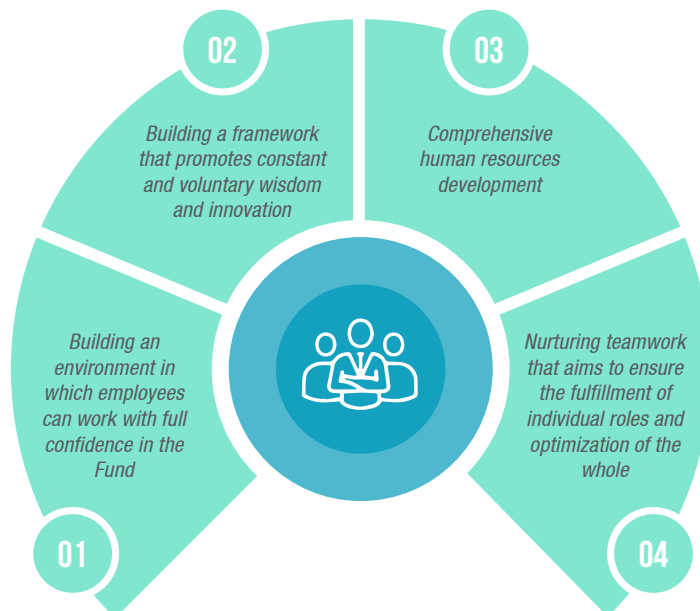 01
Building an
environment in
which employees
can work with full
confidence in the
Fund
02
Building a framework
that promotes constant
and voluntary wisdom
and innovation
03
Comprehensive
human resources
development
04
Nurturing teamwork
that aims to ensure
the fulfillment of
individual roles and
optimization of the
whole